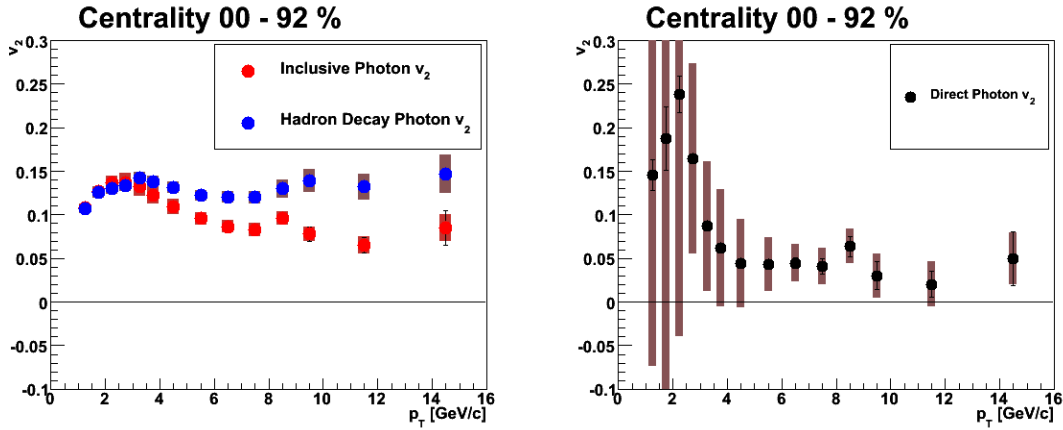 Centrality 00 - 92 %
v2
0.3
0.25
0.2
0.15
0.1
0.05
0
-0.05
-0.1
Inclusive Photon v2
Hadron Decay Photon v2
0 2 4 6 8 10 12 14 16
pT [GeV/c]
Centrality 00 - 92 %
v2
0.3
0.25
0.2
0.15
0.1
0.05
0
-0.05
-0.1
Direct Photon v2
0 2 4 6 8 10 12 14 16
pT [GeV/c]